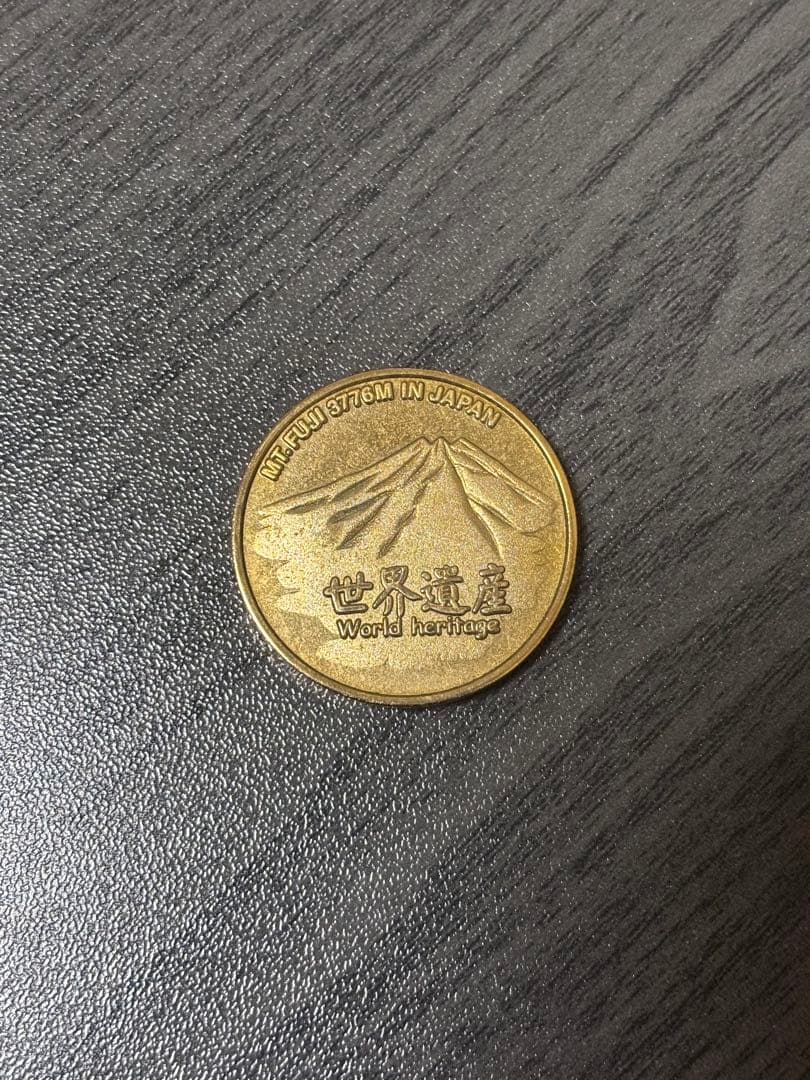 MT.FUJI 3776M IN JAPAN
世界遺産
World heritage